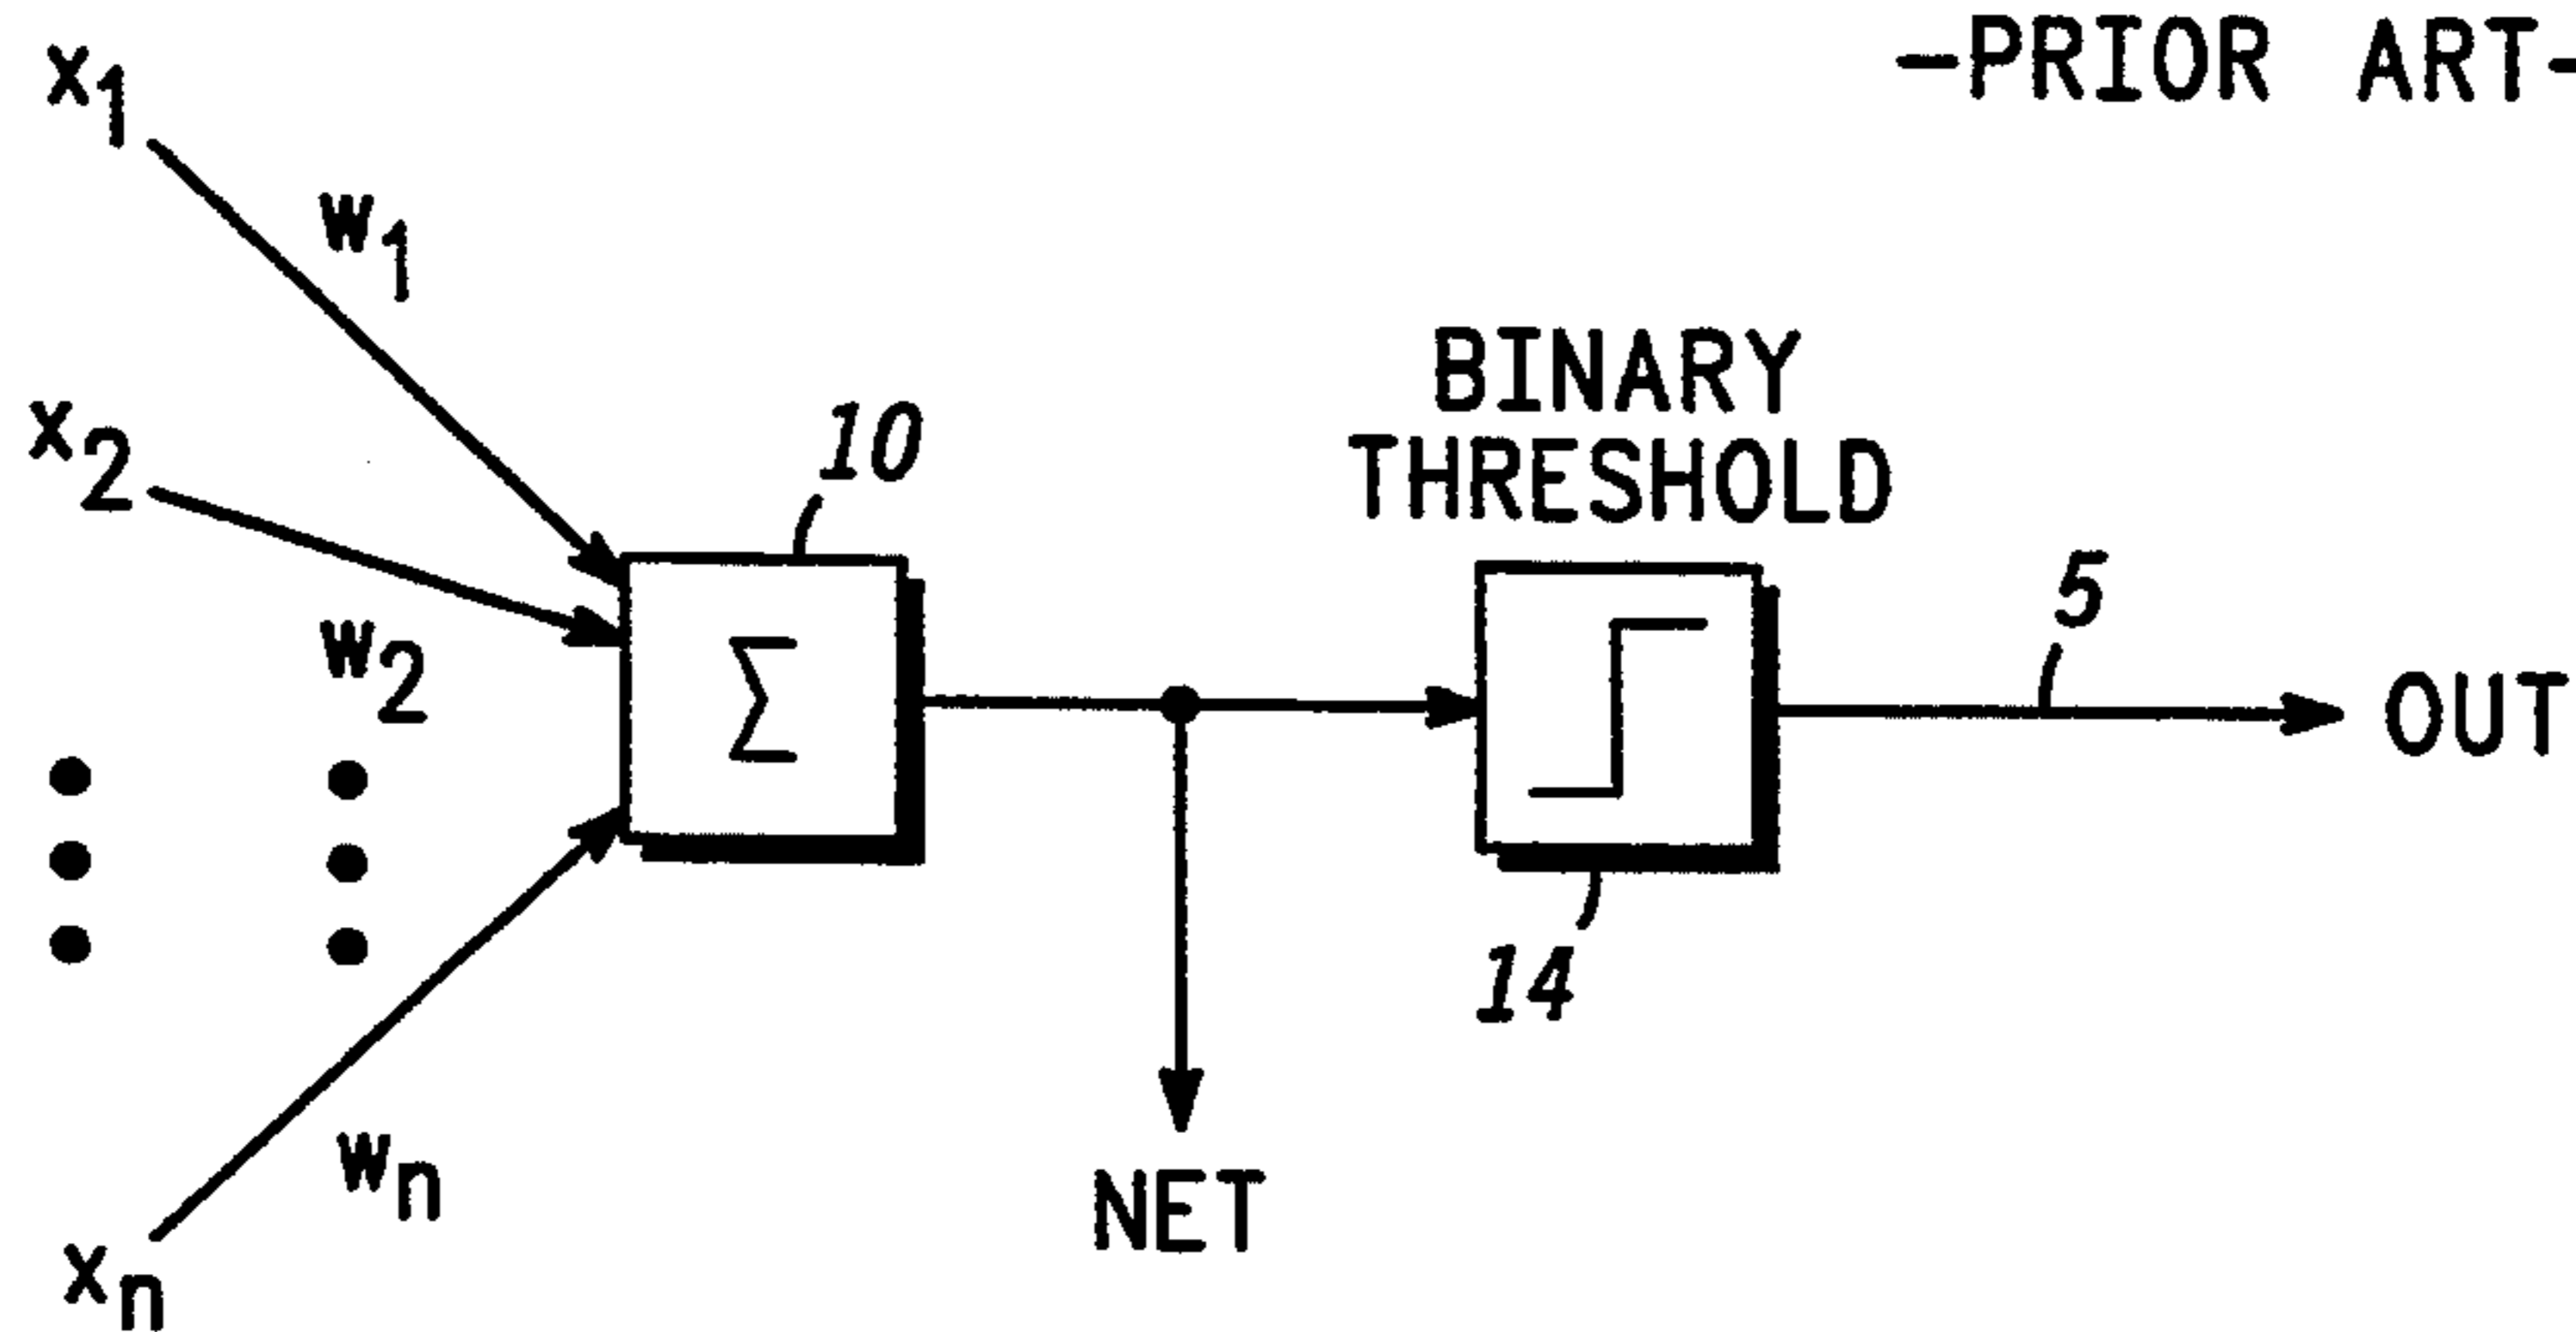 -PRIOR ART-
x1
w1
x2
w2
10
Σ
BINARY
THRESHOLD
5
OUT
14
NET
wn
xn